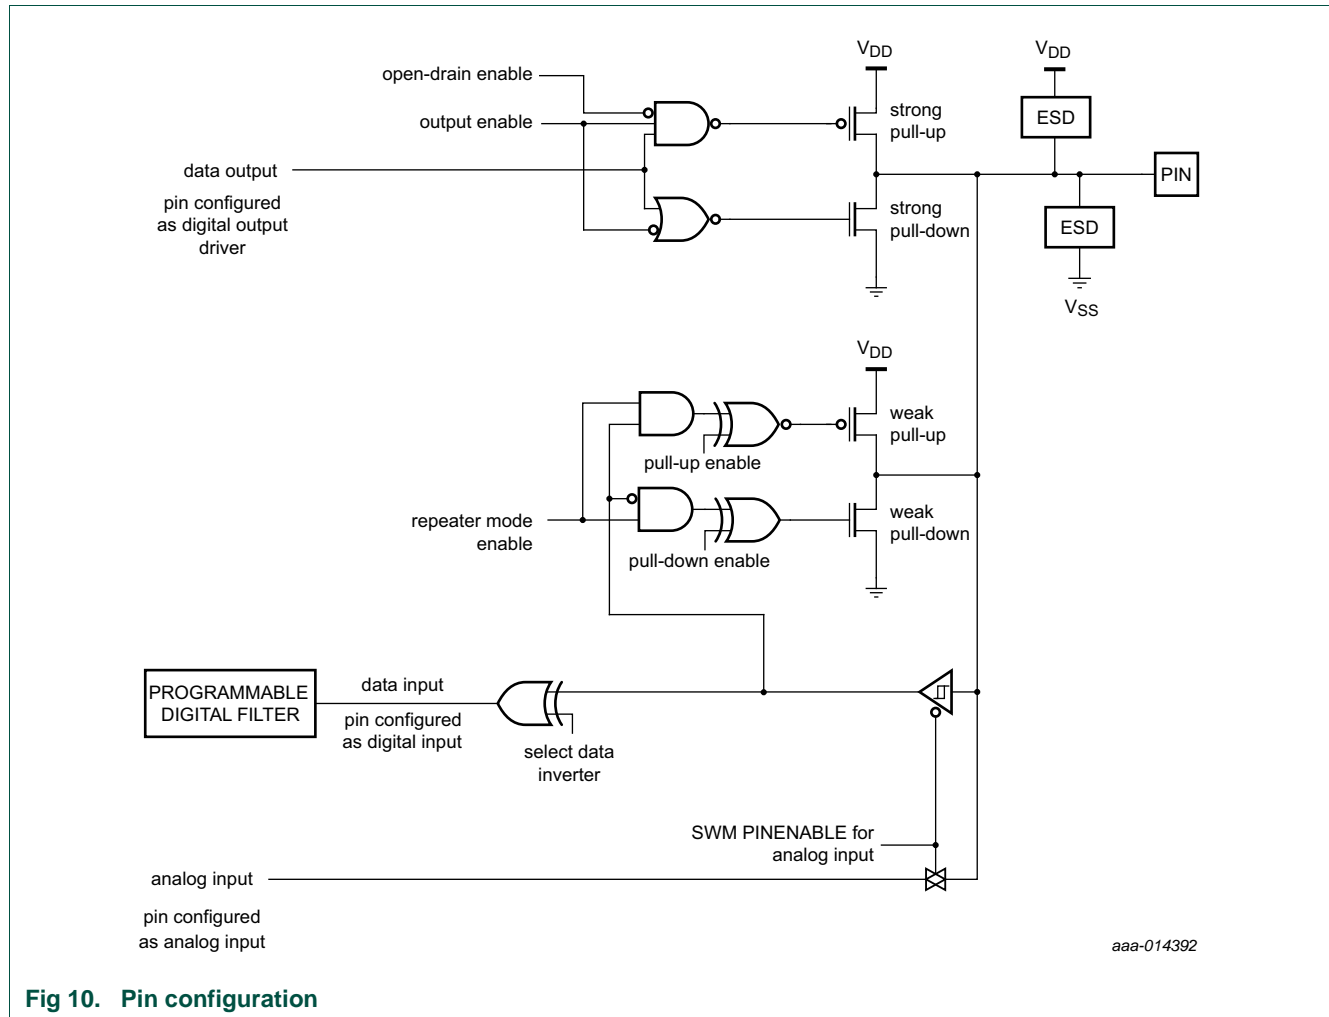 VDD
VDD
open-drain enable
strong
pull-up
ESD
output enable
data output
PIN
pin configured
as digital output
driver
strong
pull-down
ESD
VSS
VDD
weak
pull-up
pull-up enable
repeater mode
enable
weak
pull-down
pull-down enable
PROGRAMMABLE
DIGITAL FILTER
data input
pin configured
as digital input
select data
inverter
SWM PINENABLE for
analog input
analog input
pin configured
as analog input
aaa-014392
Fig 10. Pin configuration